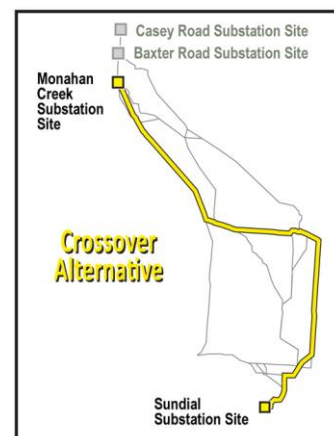 Casey Road Substation Site
Baxter Road Substation Site
Monahan
Creek
Substation
Site
Crossover
Alternative
Sundial
Substation Site